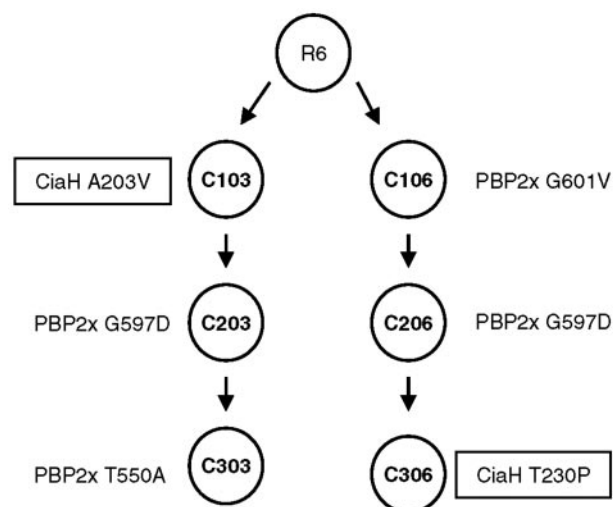 R6
CiaH A203V
C103
C106
PBP2x G601V
PBP2x G597D
C203
C206
PBP2x G597D
PBP2x T550A
C303
C306
CiaH T230P